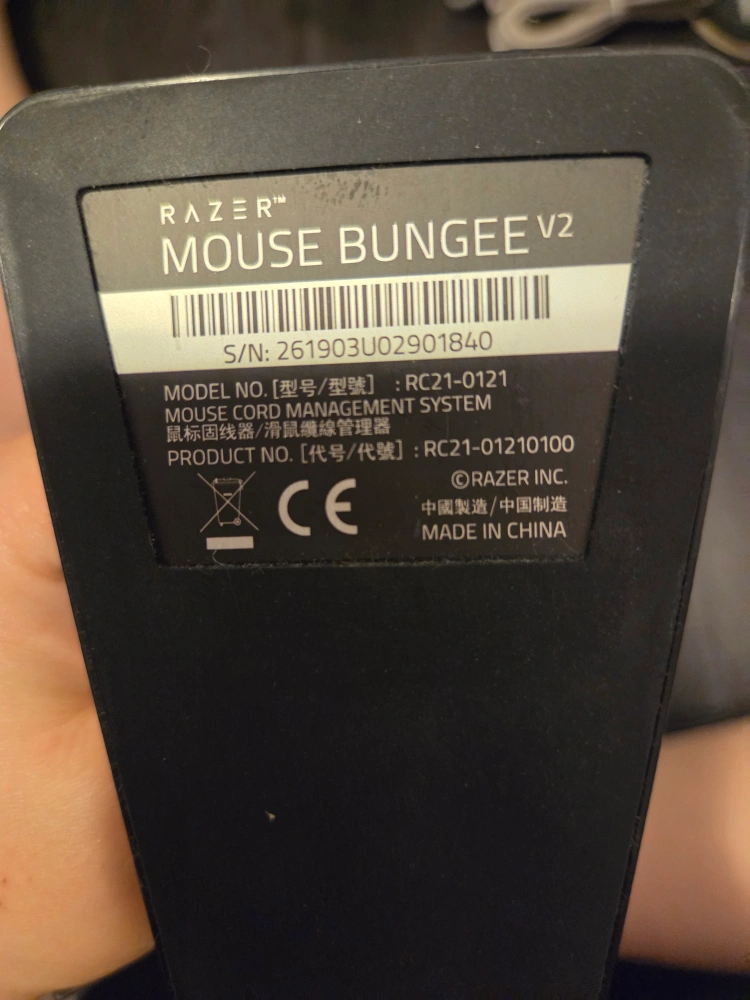 RAZER™
MOUSE BUNGEE V2
S/N: 261903U02901840
MODEL NO. [型号/型號] : RC21-0121
MOUSE CORD MANAGEMENT SYSTEM
鼠标固线器/滑鼠纜線管理器
PRODUCT NO. [代号/代號] : RC21-01210100
©RAZER INC.
CE
中國製造/中国制造
MADE IN CHINA